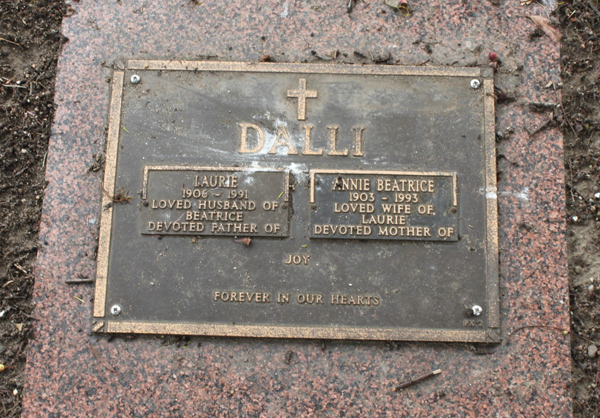 DALLI
LAURIE
1906 - 1991
LOVED HUSBAND OF
BEATRICE
DEVOTED FATHER OF
ANNIE BEATRICE
1903 - 1993
LOVED WIFE OF
LAURIE
DEVOTED MOTHER OF
JOY
FOREVER IN OUR HEARTS